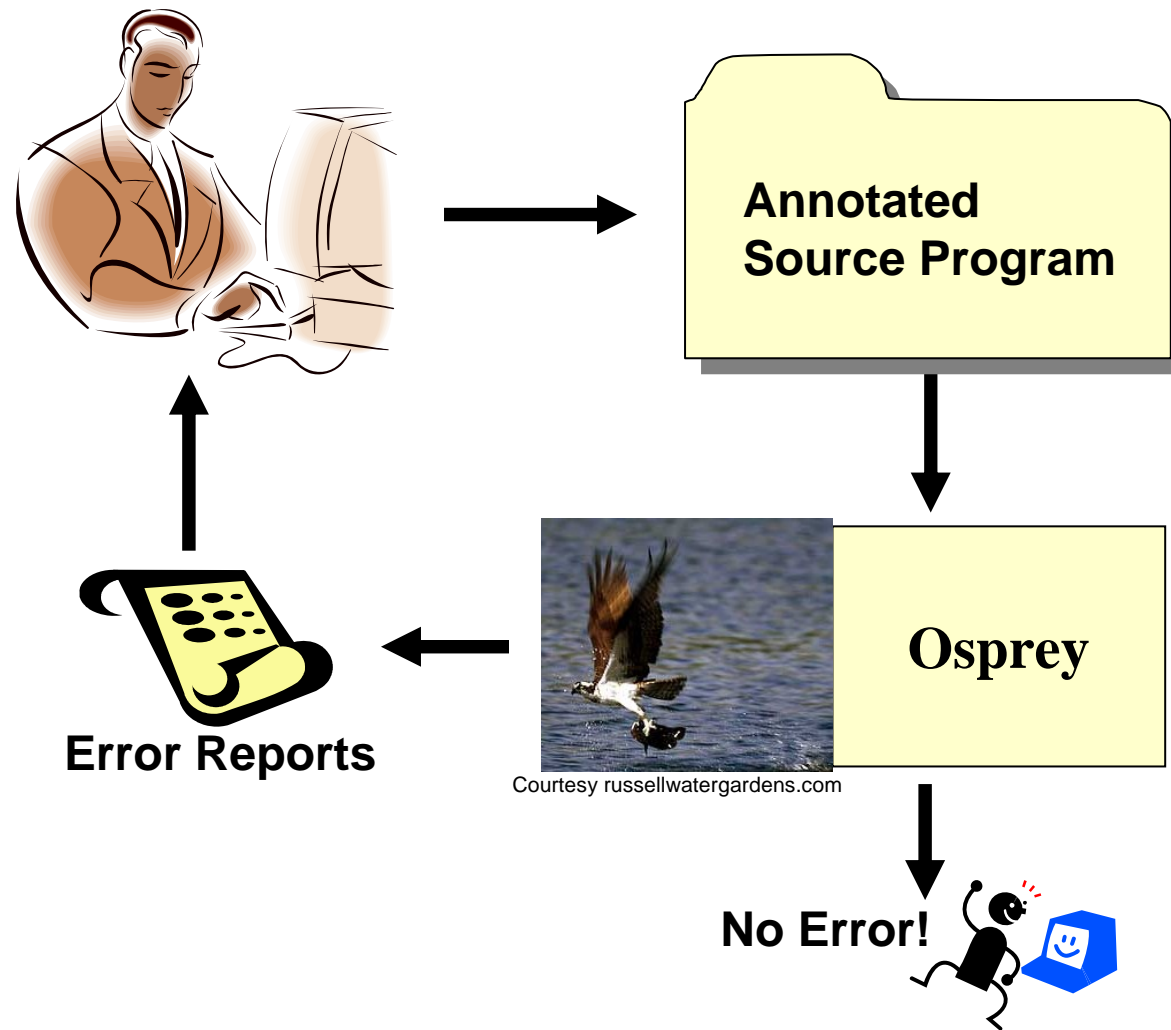 Annotated
Source Program
Osprey
Error Reports
Courtesy russellwatergardens.com
No Error!